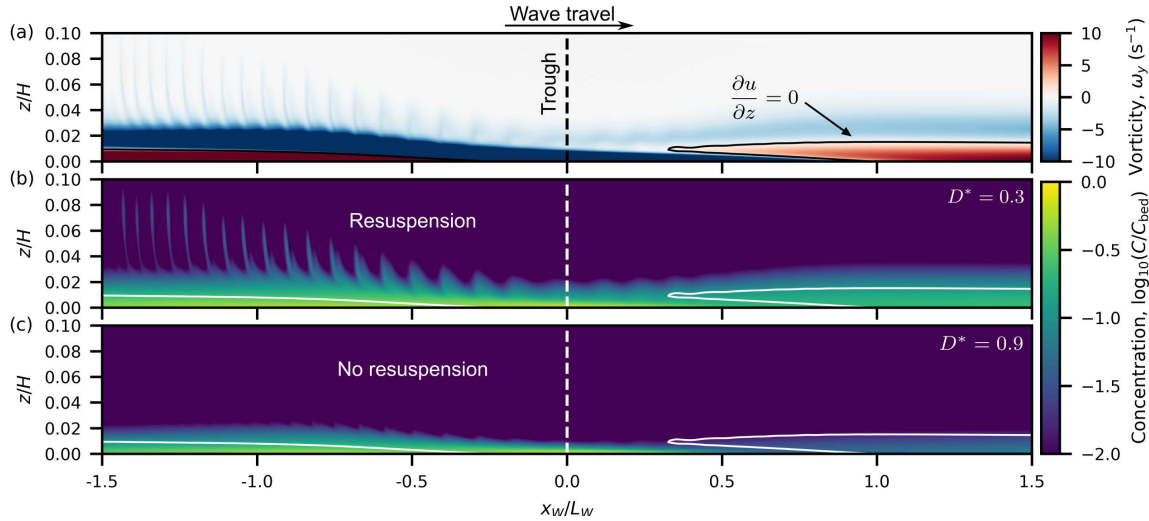 Wave travel
(a)
0.10
0.08
0.06
0.04
0.02
0.00
z/H
Trough
∂u/∂z = 0
10
5
0
−5
−10
Vorticity, ω_y (s⁻¹)
(b)
0.10
0.08
0.06
0.04
0.02
0.00
z/H
Resuspension
D* = 0.3
(c)
0.10
0.08
0.06
0.04
0.02
0.00
z/H
No resuspension
D* = 0.9
0.0
−0.5
−1.0
−1.5
−2.0
Concentration, log₁₀(C/C_bed)
-1.5 -1.0 -0.5 0.0 0.5 1.0 1.5
x_W/L_W